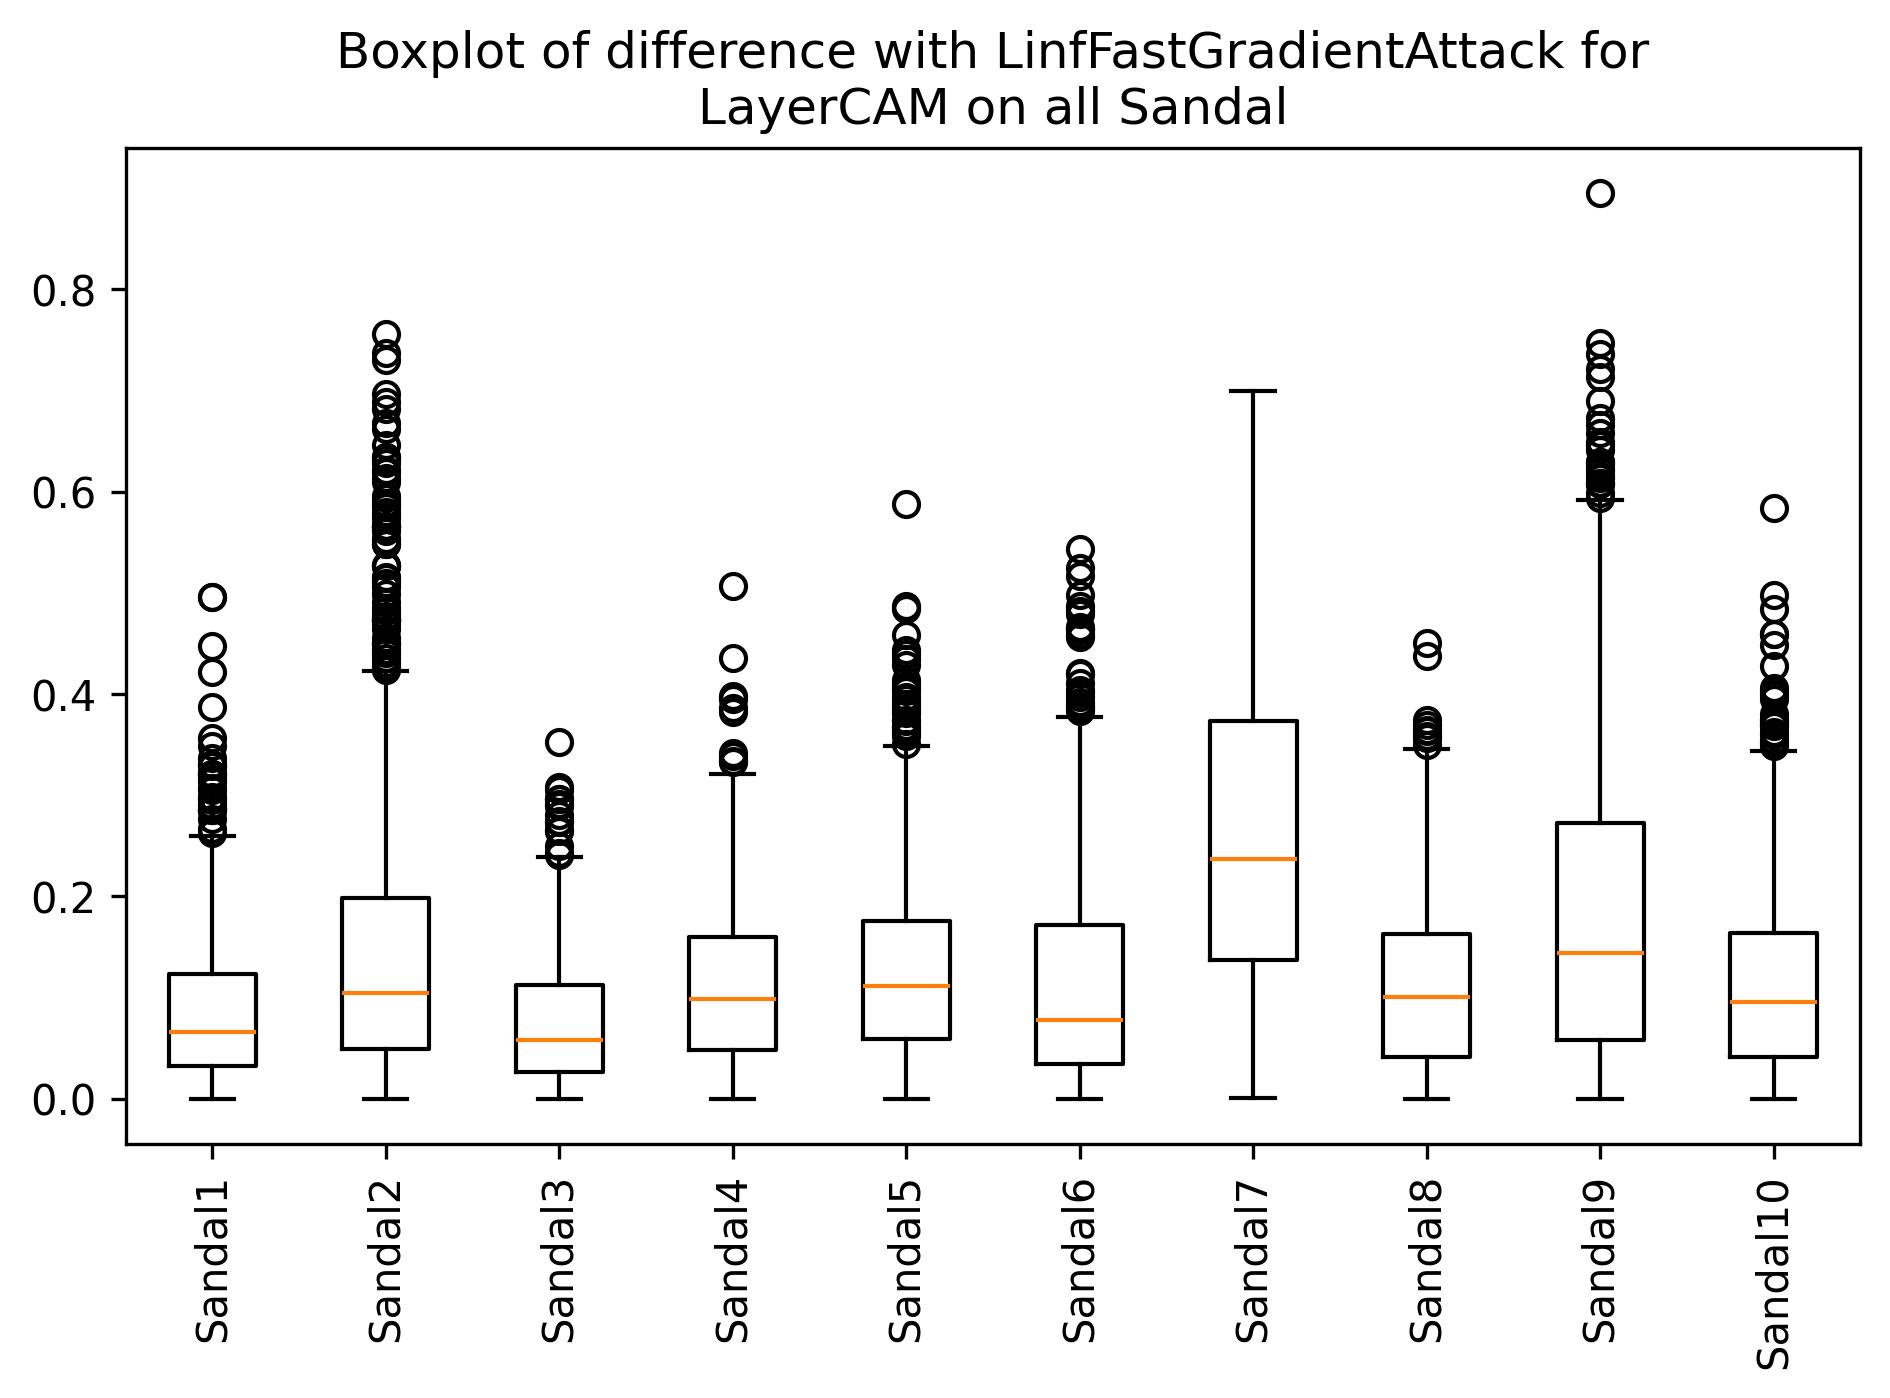 Boxplot of difference with LinfFastGradientAttack for
LayerCAM on all Sandal
0.8
0.6
0.4
0.2
0.0
Sandal1
Sandal2
Sandal3
Sandal4
Sandal5
Sandal6
Sandal7
Sandal8
Sandal9
Sandal10